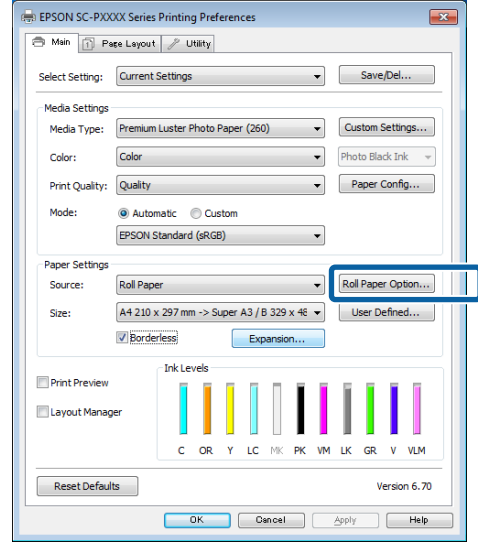 EPSON SC-PXXXX Series Printing Preferences
Main Page Layout Utility
Select Setting: Current Settings Save/Del...
Media Settings
Media Type: Premium Luster Photo Paper (260) Custom Settings...
Color: Color Photo Black Ink
Print Quality: Quality Paper Config...
Mode: Automatic Custom
EPSON Standard (sRGB)
Paper Settings
Source: Roll Paper Roll Paper Option...
Size: A4 210 x 297 mm -> Super A3 / B 329 x 48 User Defined...
Borderless Expansion...
Ink Levels
Print Preview
Layout Manager
C OR Y LC MK PK VM LK GR V VLM
Reset Defaults Version 6.70
OK Cancel Apply Help